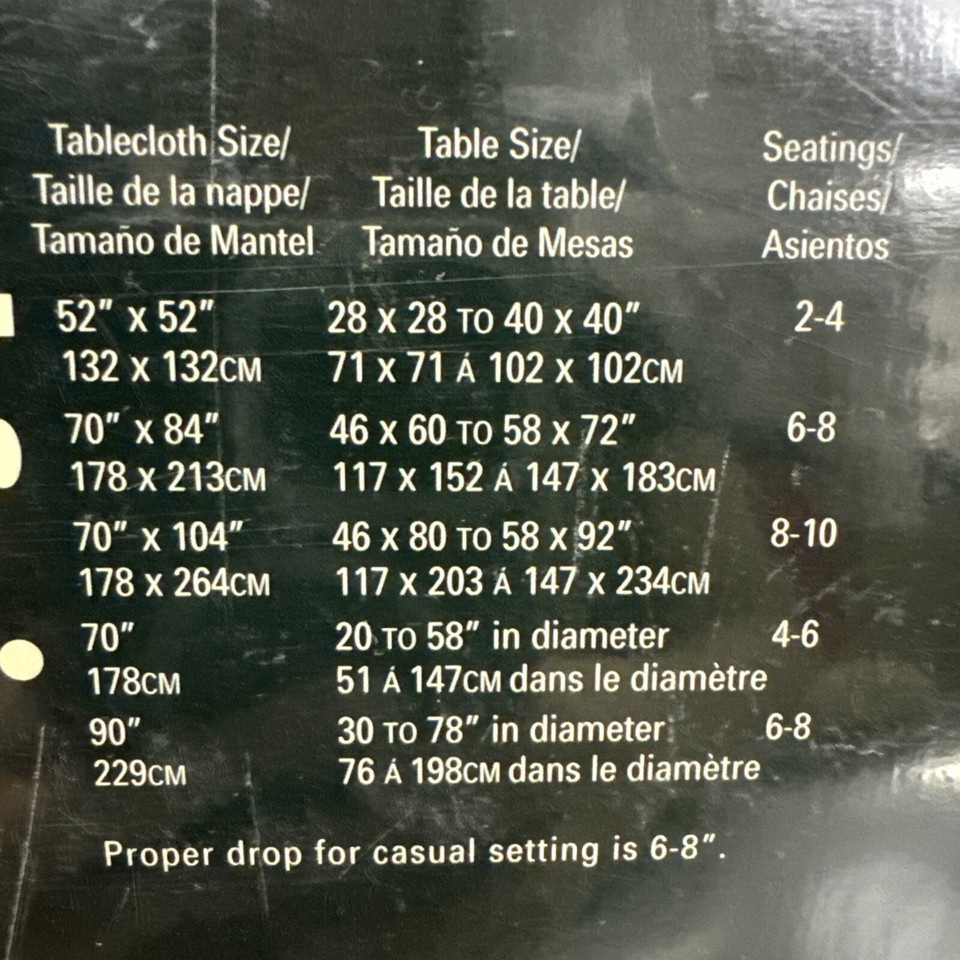 Tablecloth Size/ Table Size/ Seatings/
Taille de la nappe/ Taille de la table/ Chaises/
Tamaño de Mantel Tamaño de Mesas Asientos
52" x 52" 28 x 28 TO 40 x 40" 2-4
132 x 132CM 71 x 71 Á 102 x 102CM
70" x 84" 46 x 60 TO 58 x 72" 6-8
178 x 213CM 117 x 152 Á 147 x 183CM
70" x 104" 46 x 80 TO 58 x 92" 8-10
178 x 264CM 117 x 203 Á 147 x 234CM
70" 20 TO 58" in diameter 4-6
178CM 51 Á 147CM dans le diamètre
90" 30 TO 78" in diameter 6-8
229CM 76 Á 198CM dans le diamètre
Proper drop for casual setting is 6-8".